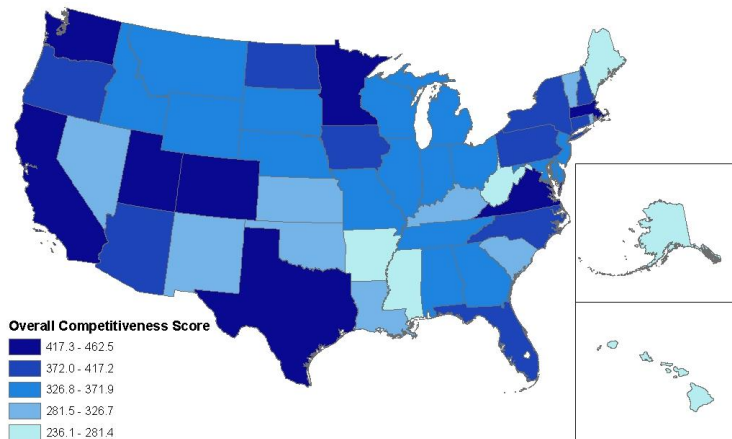 Overall Competitiveness Score
417.3 - 462.5
372.0 - 417.2
326.8 - 371.9
281.5 - 326.7
236.1 - 281.4